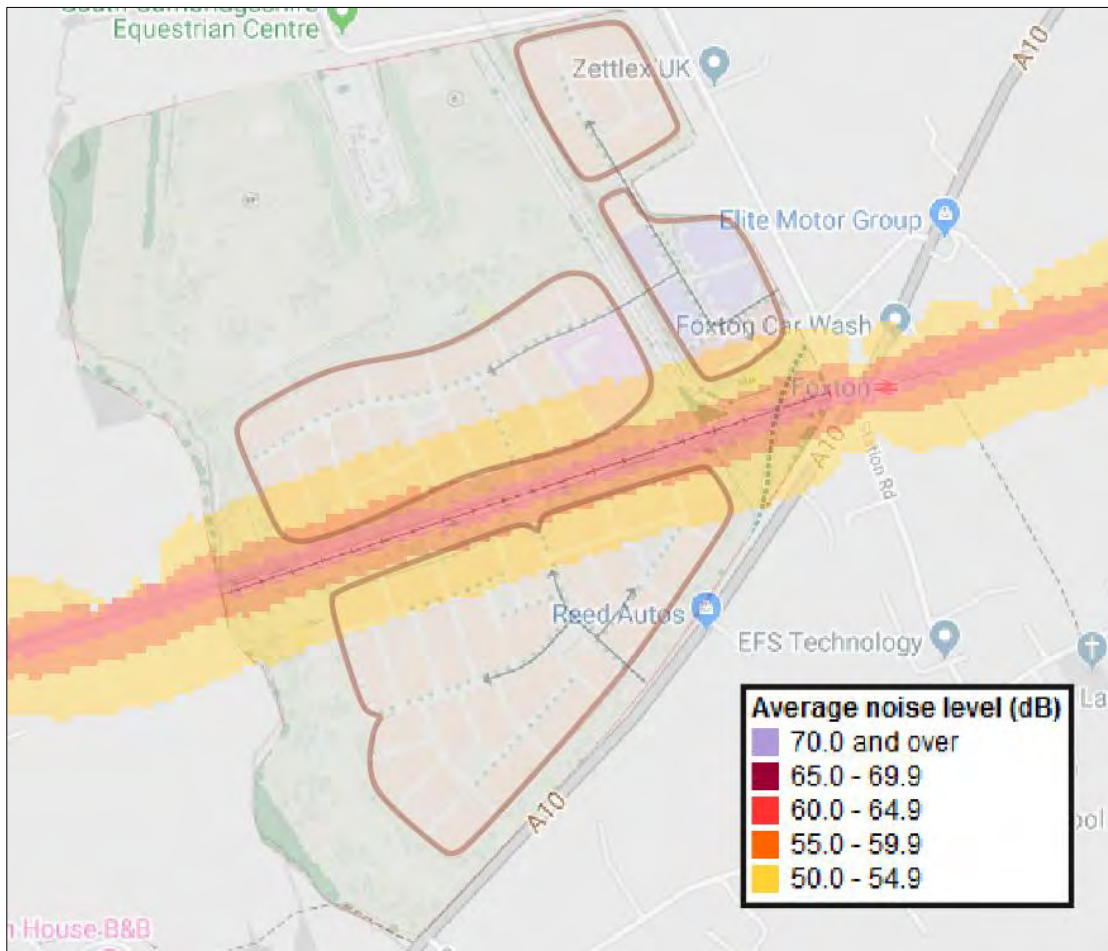 South Cambridgeshire
Equestrian Centre
Zettlex UK
A10
Elite Motor Group
Foxton Car Wash
Foxton
A10
Station Rd
Reed Autos
EFS Technology
La
A10
ool
n House B&B
Average noise level (dB)
70.0 and over
65.0 - 69.9
60.0 - 64.9
55.0 - 59.9
50.0 - 54.9